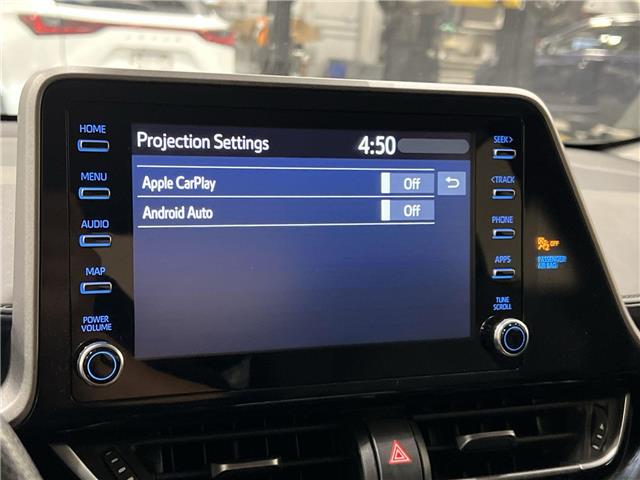 HOME
MENU
AUDIO
MAP
POWER
VOLUME
Projection Settings 4:50
Apple CarPlay Off
Android Auto Off
SEEK>
<TRACK
PHONE
APPS
TUNE
SCROLL
OFF
PASSENGER
AIR BAG